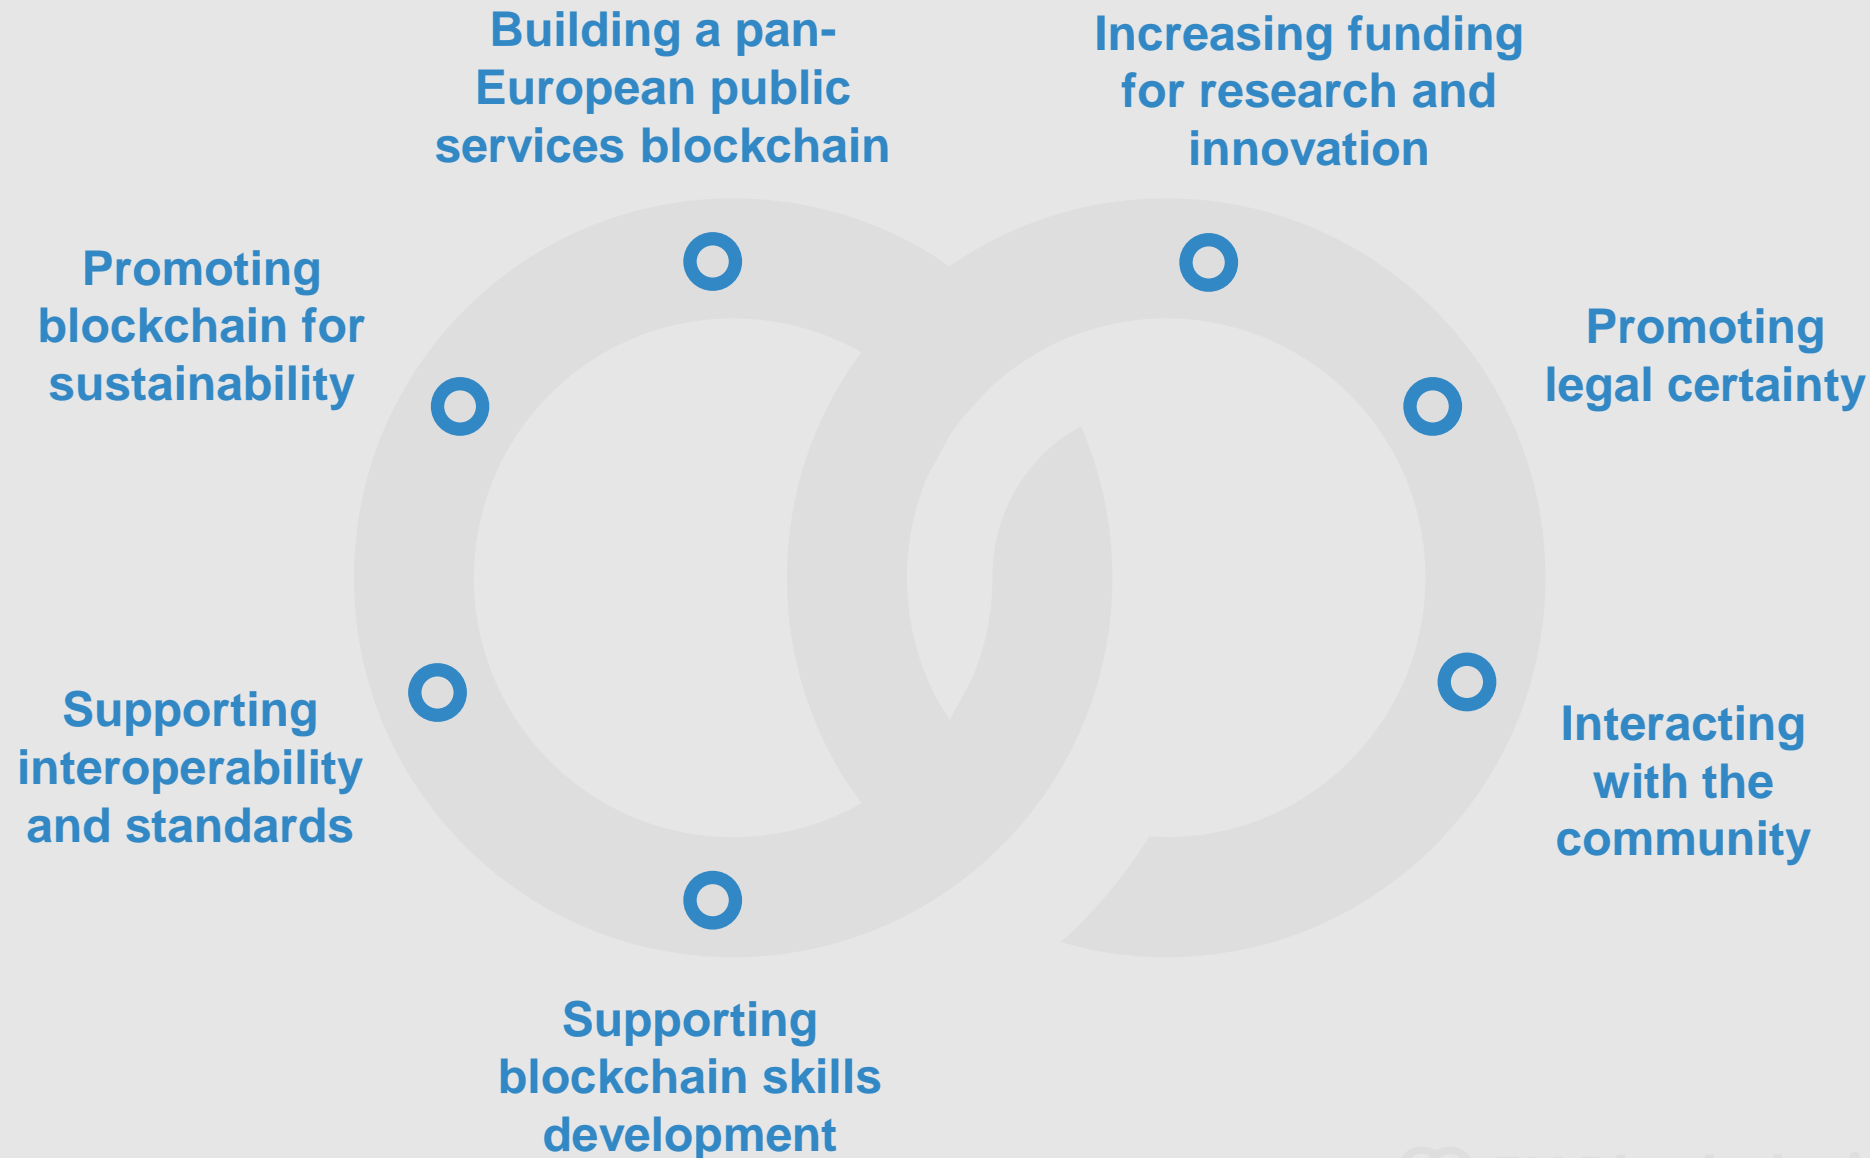 Building a pan-
European public
services blockchain
Increasing funding
for research and
innovation
Promoting
blockchain for
sustainability
Promoting
legal certainty
Supporting
interoperability
and standards
Interacting
with the
community
Supporting
blockchain skills
development